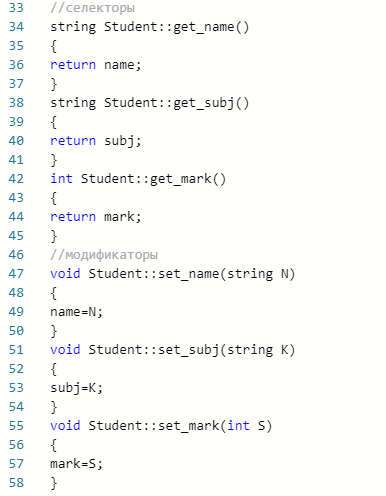 33 //селекторы
34 string Student::get_name()
35 {
36 return name;
37 }
38 string Student::get_subj()
39 {
40 return subj;
41 }
42 int Student::get_mark()
43 {
44 return mark;
45 }
46 //модификаторы
47 void Student::set_name(string N)
48 {
49 name=N;
50 }
51 void Student::set_subj(string K)
52 {
53 subj=K;
54 }
55 void Student::set_mark(int S)
56 {
57 mark=S;
58 }